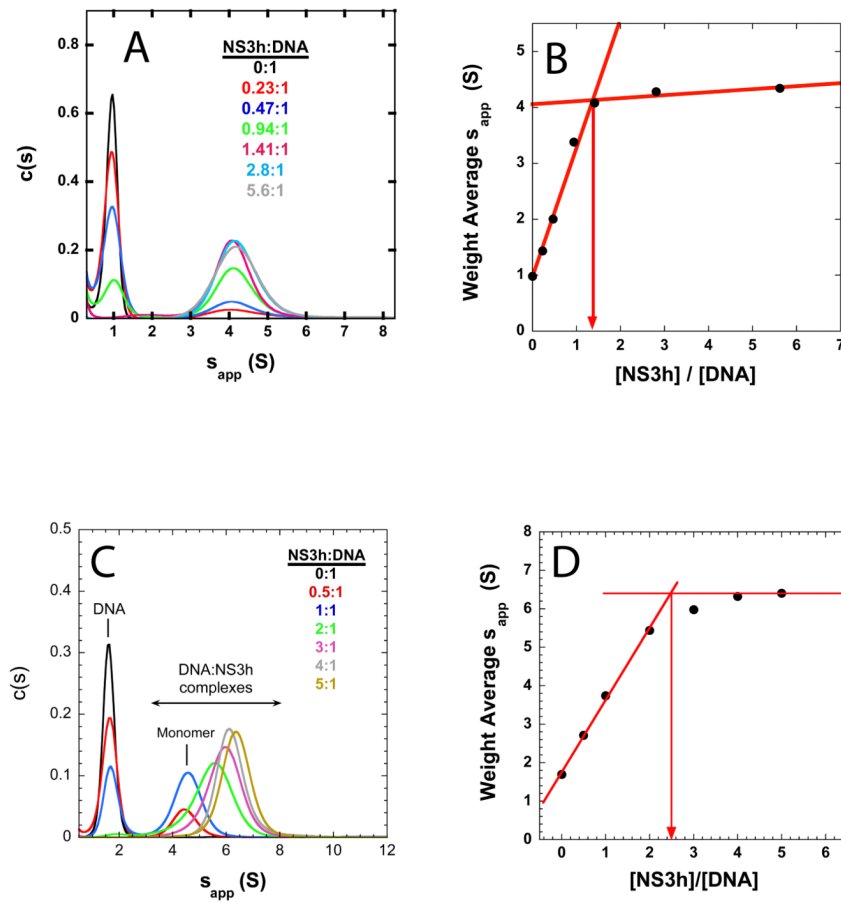 A
NS3h:DNA
0:1
0.23:1
0.47:1
0.94:1
1.41:1
2.8:1
5.6:1
0.8
0.6
0.4
0.2
0
1 2 3 4 5 6 7 8
c(s)
s app (S)
B
5
4
3
2
1
0
0 1 2 3 4 5 6 7
Weight Average s app (S)
[NS3h] / [DNA]
C
NS3h:DNA
0:1
0.5:1
1:1
2:1
3:1
4:1
5:1
DNA
DNA:NS3h
complexes
Monomer
0.5
0.4
0.3
0.2
0.1
0
2 4 6 8 10 12
c(s)
s app (S)
D
8
7
6
5
4
3
2
1
0
0 1 2 3 4 5 6
Weight Average s app (S)
[NS3h]/[DNA]